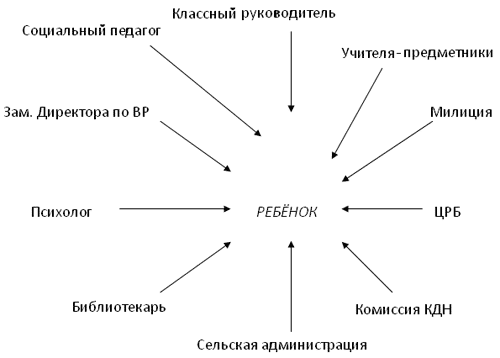 Классный руководитель
Социальный педагог
Учителя-предметники
Зам. Директора по ВР
Милиция
Психолог
РЕБЁНОК
ЦРБ
Библиотекарь
Комиссия КДН
Сельская администрация